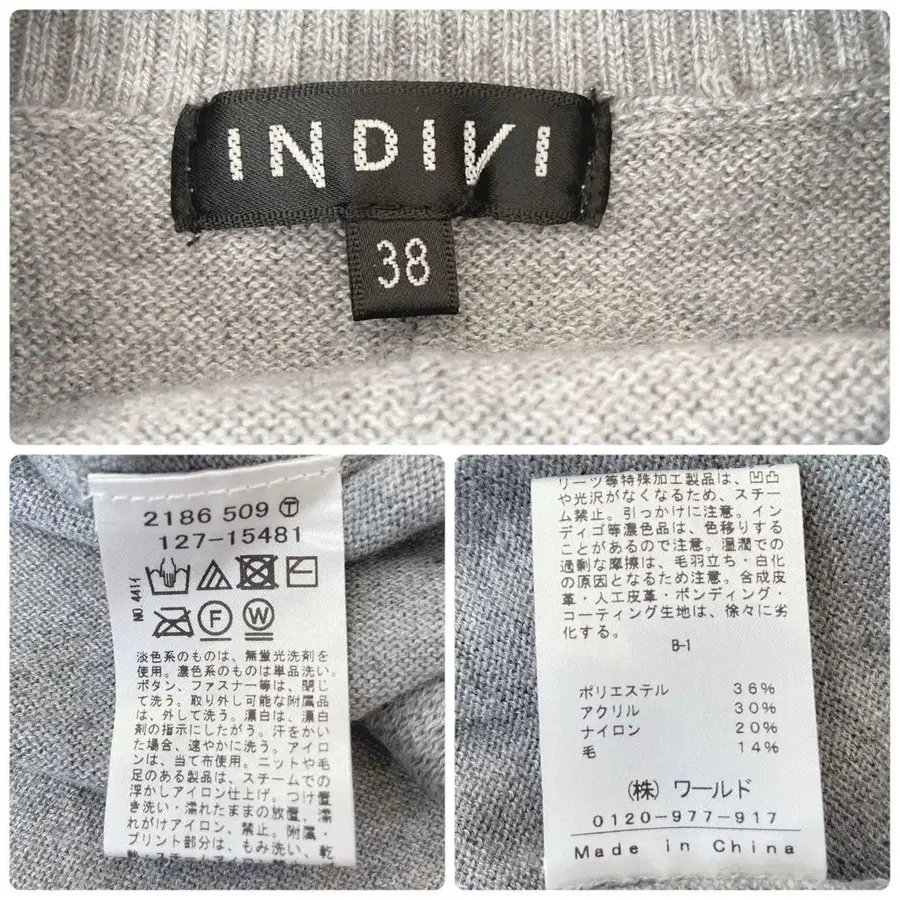 INDIVI
38
2186 509 Ⓣ
127-15481
淡色系のものは、無蛍光洗剤を
使用。濃色系のものは単品洗い。
ボタン、ファスナー等は、閉じ
て洗う。取り外し可能な附属品
は、外して洗う。漂白は、漂白
剤の指示にしたがう。汗をかい
た場合、速やかに洗う。アイロ
ンは、当て布使用。ニットや毛
足のある製品は、スチームでの
浮かしアイロン仕上げ。つけ置
き洗い・濡れたままの放置、濡
れがけアイロン、禁止。附属・
プリント部分は、もみ洗い、乾
リーツ等特殊加工製品は、凹凸
や光沢がなくなるため、スチー
ム禁止。引っかけに注意。イン
ディゴ等濃色品は、色移りする
ことがあるので注意。湿潤での
過剰な摩擦は、毛羽立ち・白化
の原因となるため注意。合成皮
革・人工皮革・ボンディング・
コーティング生地は、徐々に劣
化する。
B-1
ポリエステル 36%
アクリル 30%
ナイロン 20%
毛 14%
(株) ワールド
0120-977-917
Made in China